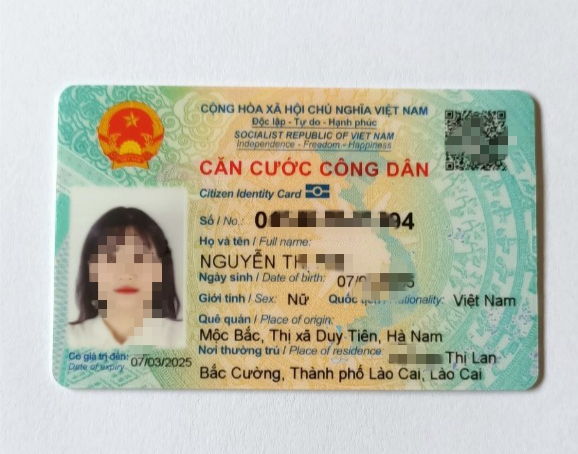 CỘNG HÒA XÃ HỘI CHỦ NGHĨA VIỆT NAM
Độc lập - Tự do - Hạnh phúc
SOCIALIST REPUBLIC OF VIET NAM
Independence - Freedom - Happiness
CĂN CƯỚC CÔNG DÂN
Citizen Identity Card
Số / No.:
Họ và tên / Full name:
NGUYỄN
Ngày sinh / Date of birth:
Giới tính / Sex: Nữ Quốc Việt Nam
Quê quán / Place of origin:
Mộc Bắc, Thị xã Duy Tiên, Hà Nam
Nơi thường trú / Place of residence: Thị Lan
Bắc Cường, Thành phố Lào Cai, Lào Cai
Có giá trị đến: 07/03/2025
Date of expiry